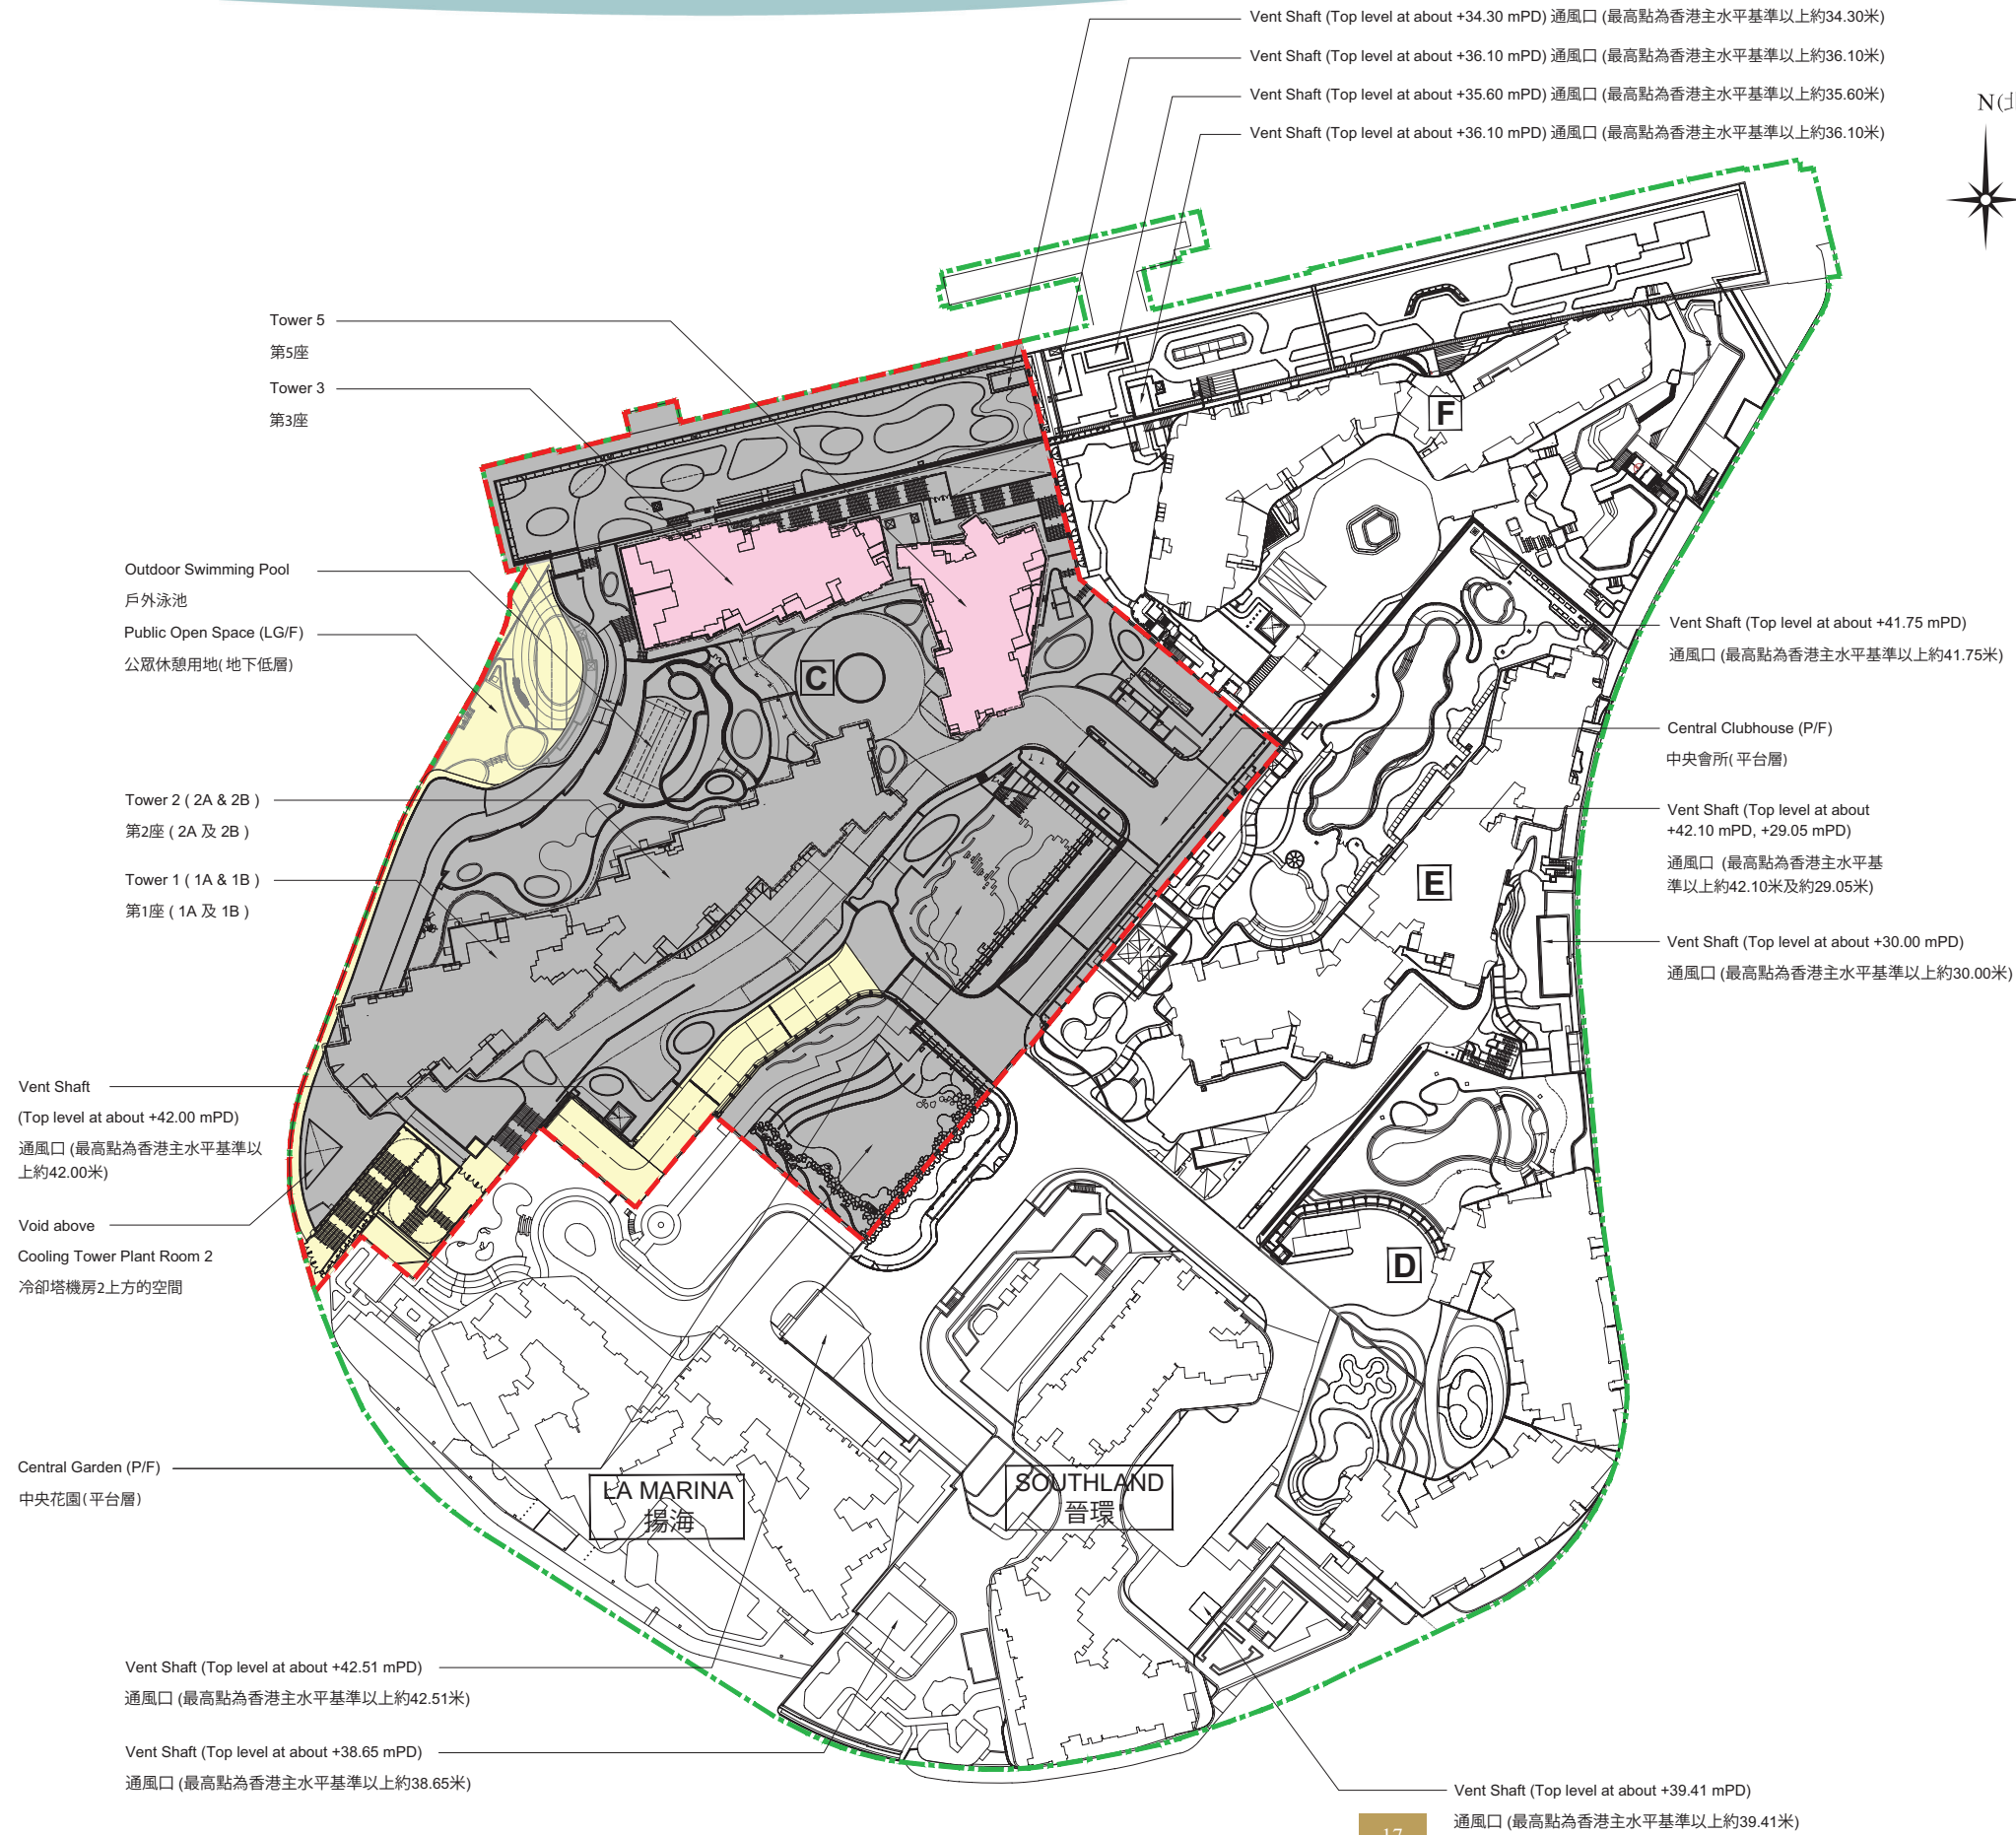 Vent Shaft (Top level at about +34.30 mPD) 通風口 (最高點為香港主水平基準以上約34.30米)
Vent Shaft (Top level at about +36.10 mPD) 通風口 (最高點為香港主水平基準以上約36.10米)
Vent Shaft (Top level at about +35.60 mPD) 通風口 (最高點為香港主水平基準以上約35.60米)
Vent Shaft (Top level at about +36.10 mPD) 通風口 (最高點為香港主水平基準以上約36.10米)
Tower 5
第5座
Tower 3
第3座
Outdoor Swimming Pool
戶外泳池
Public Open Space (LG/F)
公眾休憩用地(地下低層)
Tower 2 ( 2A & 2B )
第2座 ( 2A 及 2B )
Tower 1 ( 1A & 1B )
第1座 ( 1A 及 1B )
Vent Shaft
(Top level at about +42.00 mPD)
通風口 (最高點為香港主水平基準以
上約42.00米)
Void above
Cooling Tower Plant Room 2
冷卻塔機房2上方的空間
Central Garden (P/F)
中央花園(平台層)
Vent Shaft (Top level at about +42.51 mPD)
通風口 (最高點為香港主水平基準以上約42.51米)
Vent Shaft (Top level at about +38.65 mPD)
通風口 (最高點為香港主水平基準以上約38.65米)
C
F
E
D
LA MARINA
揚海
SOUTHLAND
晉環
Vent Shaft (Top level at about +41.75 mPD)
通風口 (最高點為香港主水平基準以上約41.75米)
Central Clubhouse (P/F)
中央會所(平台層)
Vent Shaft (Top level at about
+42.10 mPD, +29.05 mPD)
通風口 (最高點為香港主水平基
準以上約42.10米及約29.05米)
Vent Shaft (Top level at about +30.00 mPD)
通風口 (最高點為香港主水平基準以上約30.00米)
Vent Shaft (Top level at about +39.41 mPD)
通風口 (最高點為香港主水平基準以上約39.41米)
17